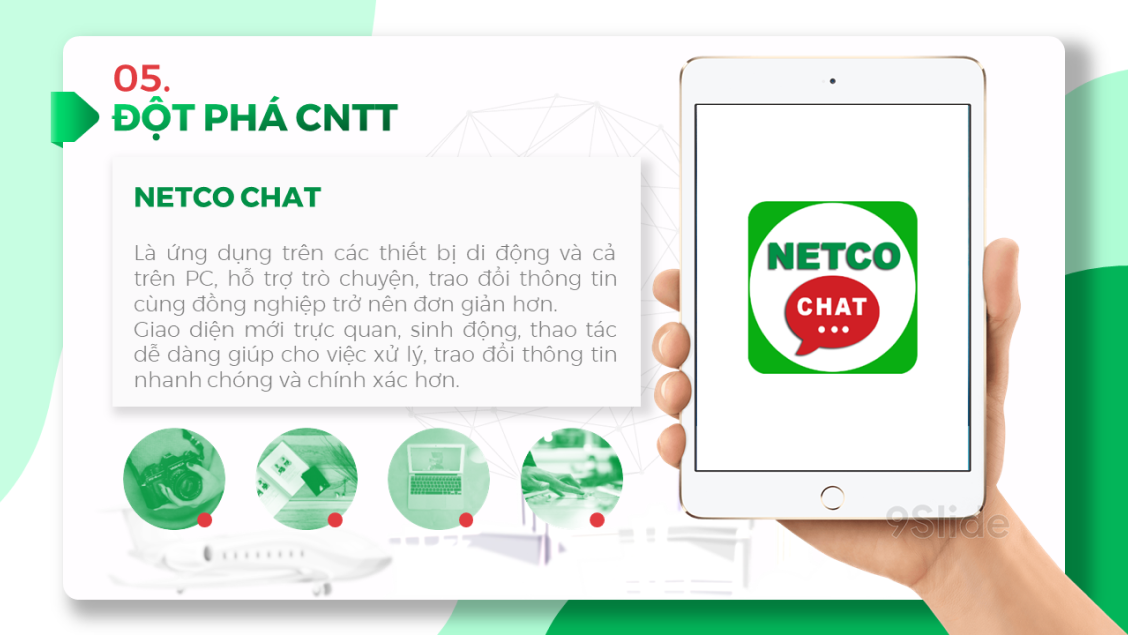 05.
ĐỘT PHÁ CNTT
NETCO CHAT
Là ứng dụng trên các thiết bị di động và cả
trên PC, hỗ trợ trò chuyện, trao đổi thông tin
cùng đồng nghiệp trở nên đơn giản hơn.
Giao diện mới trực quan, sinh động, thao tác
dễ dàng giúp cho việc xử lý, trao đổi thông tin
nhanh chóng và chính xác hơn.
NETCO
CHAT
...
9Slide